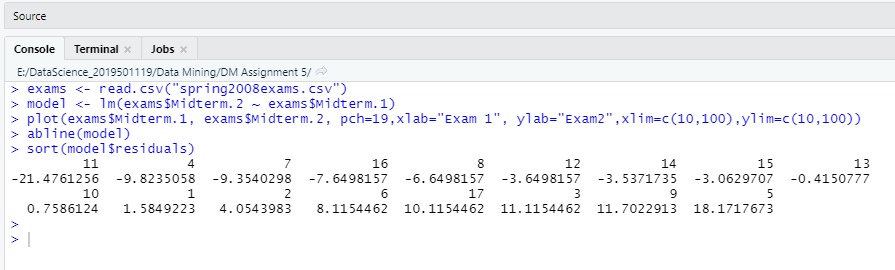 Source
Console Terminal × Jobs ×
E:/DataScience_2019501119/Data Mining/DM Assignment 5/
> exams <- read.csv("spring2008exams.csv")
> model <- lm(exams$Midterm.2 ~ exams$Midterm.1)
> plot(exams$Midterm.1, exams$Midterm.2, pch=19,xlab="Exam 1", ylab="Exam2",xlim=c(10,100),ylim=c(10,100))
> abline(model)
> sort(model$residuals)
11 4 7 16 8 12 14 15 13
-21.4761256 -9.8235058 -9.3540298 -7.6498157 -6.6498157 -3.6498157 -3.5371735 -3.0629707 -0.4150777
10 1 2 6 17 3 9 5
0.7586124 1.5849223 4.0543983 8.1154462 10.1154462 11.1154462 11.7022913 18.1717673
>
>